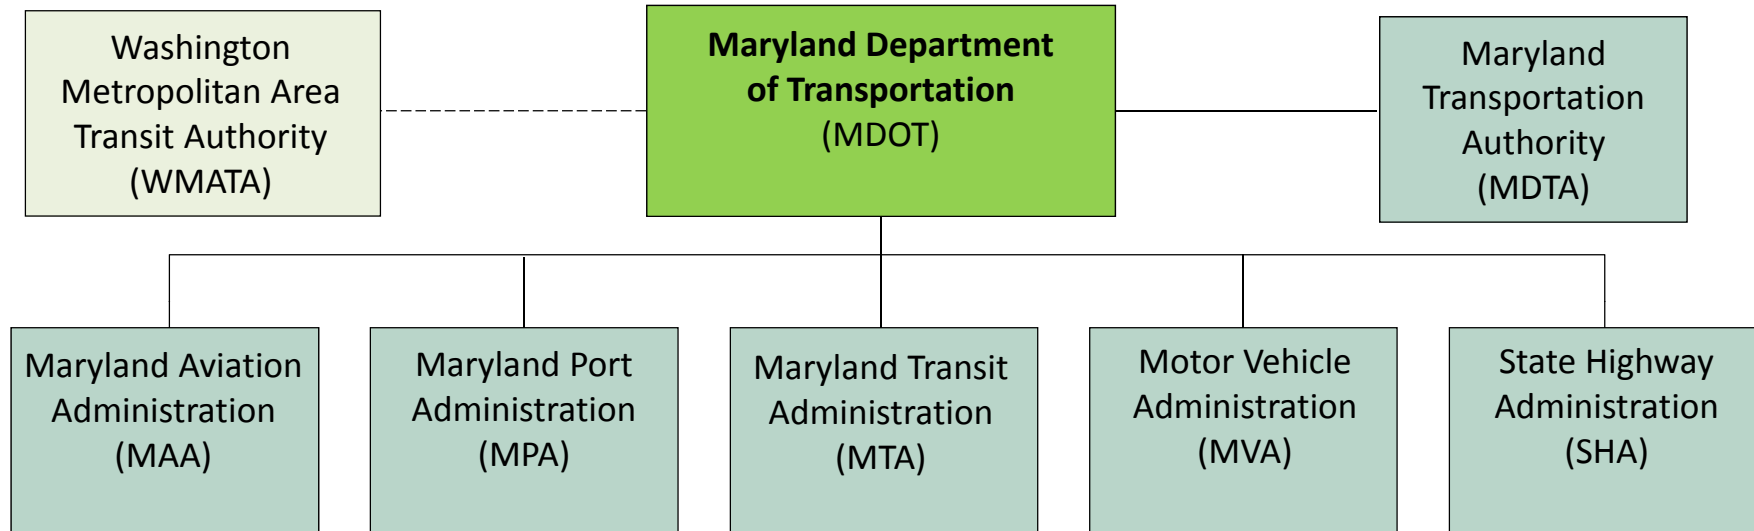 Washington
Metropolitan Area
Transit Authority
(WMATA)
Maryland Department
of Transportation
(MDOT)
Maryland
Transportation
Authority
(MDTA)
Maryland Aviation
Administration
(MAA)
Maryland Port
Administration
(MPA)
Maryland Transit
Administration
(MTA)
Motor Vehicle
Administration
(MVA)
State Highway
Administration
(SHA)